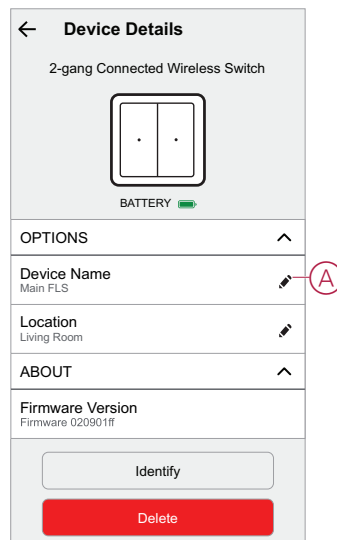 Device Details
2-gang Connected Wireless Switch
BATTERY
OPTIONS
Device Name
Main FLS
A
Location
Living Room
ABOUT
Firmware Version
Firmware 020901ff
Identify
Delete